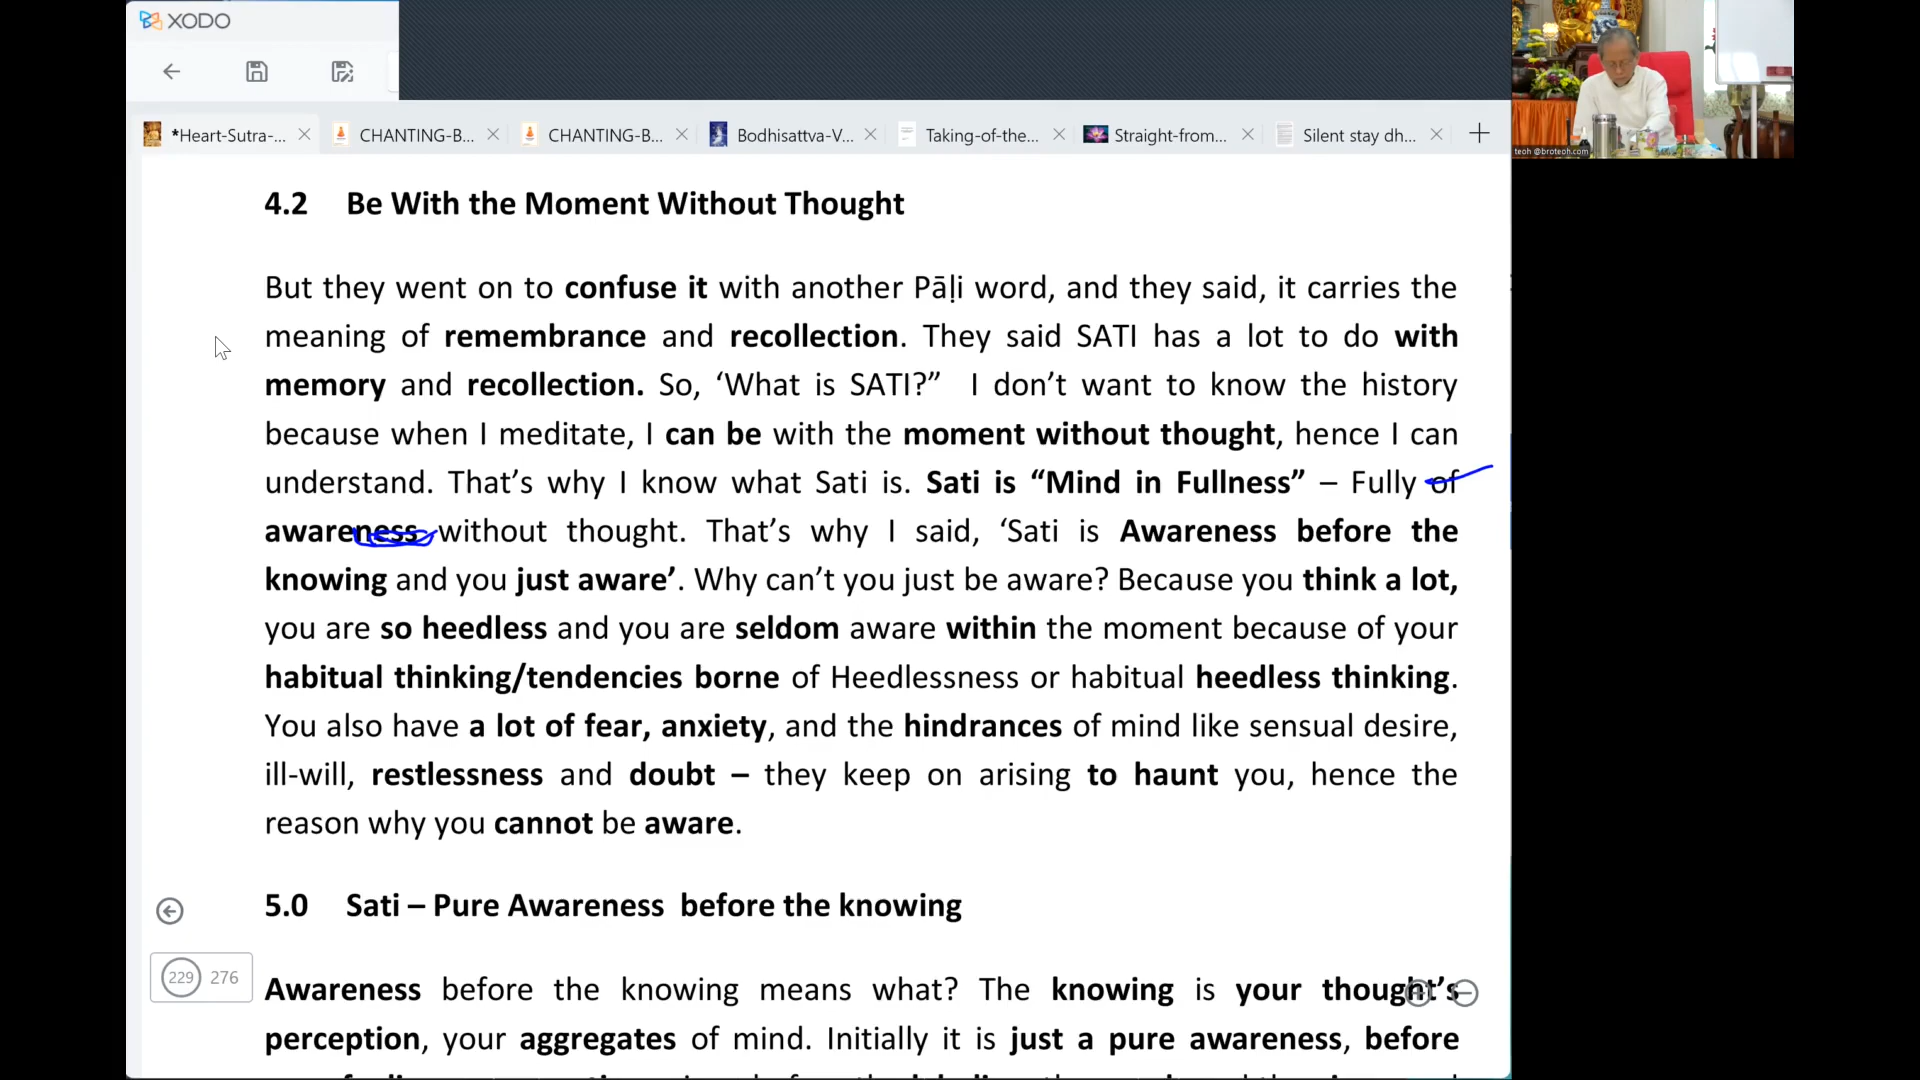 XODO
*Heart-Sutra-...
CHANTING-B...
CHANTING-B...
Bodhisattva-V...
Taking-of-the...
Straight-from...
Silent stay dh...
teoh @broteoh.com
4.2 Be With the Moment Without Thought
But they went on to confuse it with another Pāḷi word, and they said, it carries the
meaning of remembrance and recollection. They said SATI has a lot to do with
memory and recollection. So, ‘What is SATI?” I don’t want to know the history
because when I meditate, I can be with the moment without thought, hence I can
understand. That’s why I know what Sati is. Sati is “Mind in Fullness” – Fully of
awareness without thought. That’s why I said, ‘Sati is Awareness before the
knowing and you just aware’. Why can’t you just be aware? Because you think a lot,
you are so heedless and you are seldom aware within the moment because of your
habitual thinking/tendencies borne of Heedlessness or habitual heedless thinking.
You also have a lot of fear, anxiety, and the hindrances of mind like sensual desire,
ill-will, restlessness and doubt – they keep on arising to haunt you, hence the
reason why you cannot be aware.
5.0 Sati – Pure Awareness before the knowing
229 276
Awareness before the knowing means what? The knowing is your thought’s
perception, your aggregates of mind. Initially it is just a pure awareness, before